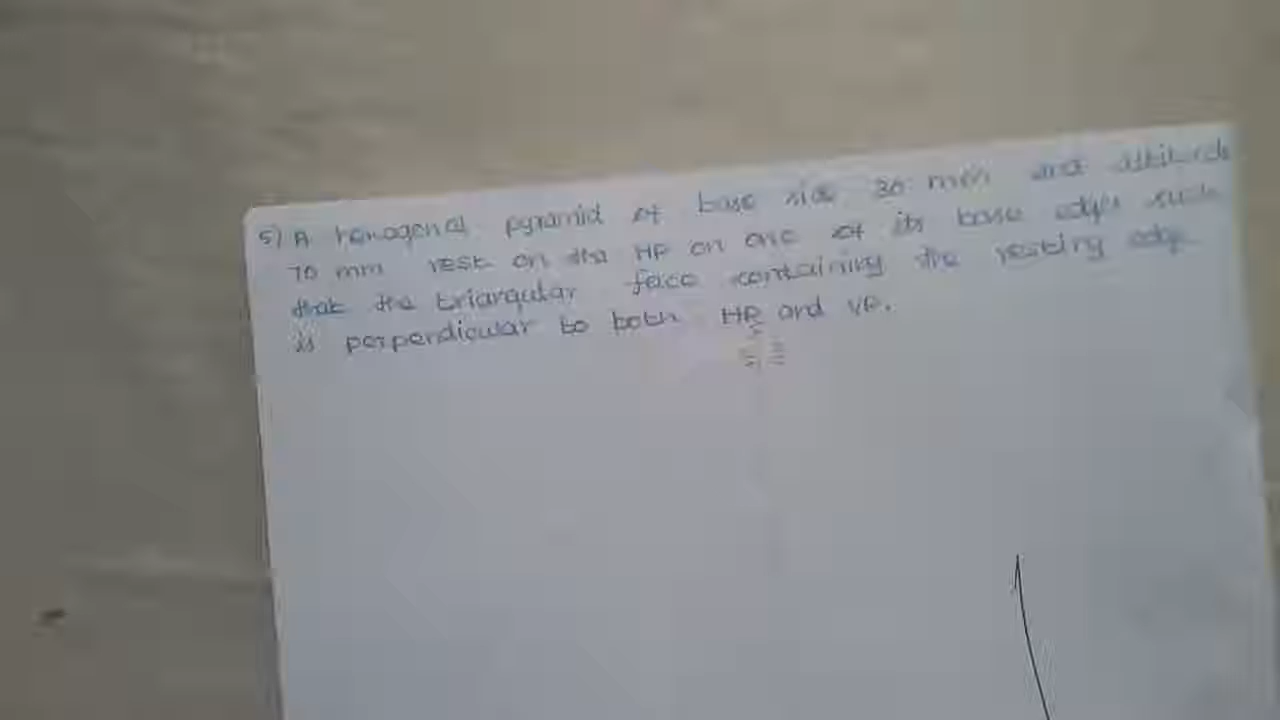 5) A hexagonal pyramid of base side 30 mm and altitude
70 mm rest on the HP on one of its base edges such
that the triangular face containing the resting edge
is perpendicular to both HP and VP.